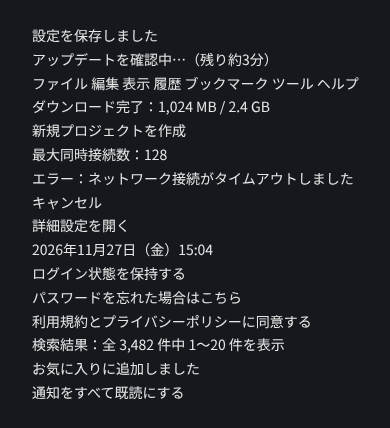 設定を保存しました
アップデートを確認中…（残り約3分）
ファイル 編集 表示 履歴 ブックマーク ツール ヘルプ
ダウンロード完了：1,024 MB / 2.4 GB
新規プロジェクトを作成
最大同時接続数：128
エラー：ネットワーク接続がタイムアウトしました
キャンセル
詳細設定を開く
2026年11月27日（金）15:04
ログイン状態を保持する
パスワードを忘れた場合はこちら
利用規約とプライバシーポリシーに同意する
検索結果：全 3,482 件中 1〜20 件を表示
お気に入りに追加しました
通知をすべて既読にする